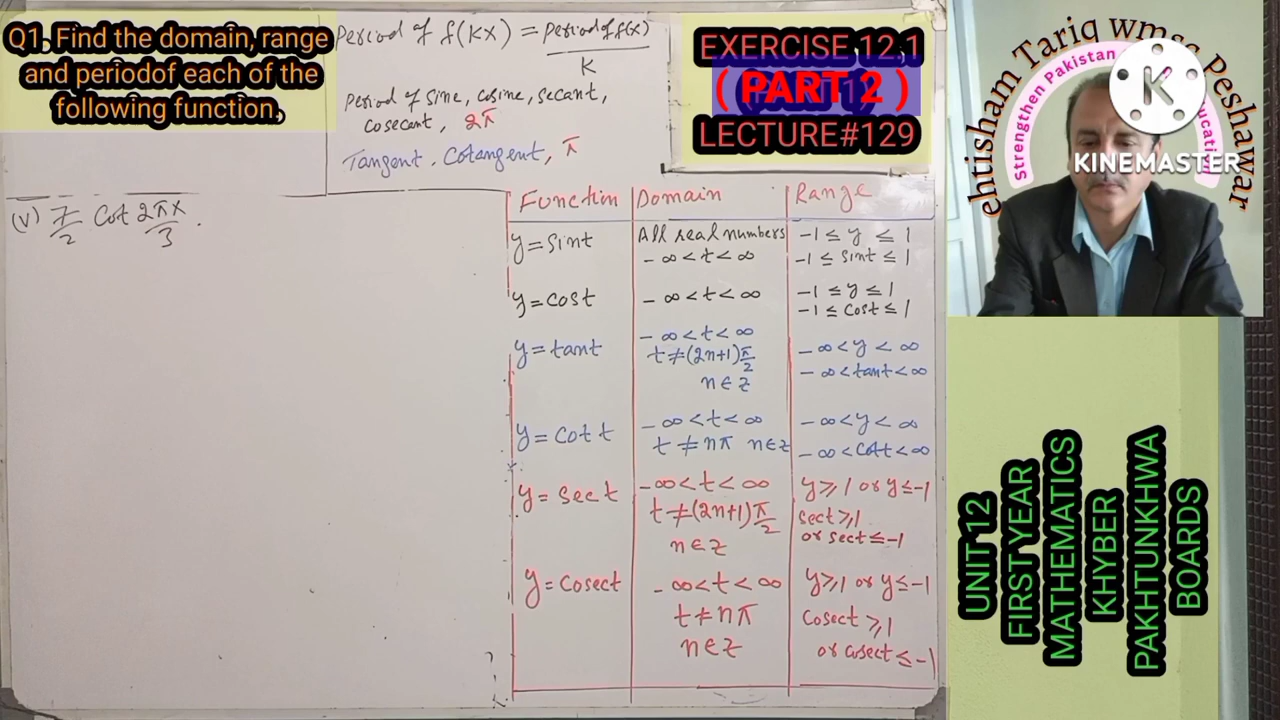 Q1. Find the domain, range
and periodof each of the
following function.
Period of f(KX) = period of f(x)
K
Period of sine, cosine, secant,
cosecant, 2π
Tangent, Cotangent, π
EXERCISE 12.1
( PART 2 )
LECTURE#129
ehtisham Tariq wmsc Peshawar
Strengthen Pakistan
KINEMASTER
(V) 7/2 Cot 2πx/3.
Function | Domain | Range
y = Sint | All real numbers | -1 ≤ y ≤ 1
-∞ < t < ∞ | -1 ≤ sint ≤ 1
y = cost | -∞ < t < ∞ | -1 ≤ y ≤ 1
-1 ≤ cost ≤ 1
y = tant | -∞ < t < ∞ | -∞ < y < ∞
t ≠ (2n+1)π/2 | -∞ < tant < ∞
n ∈ z
y = cot t | -∞ < t < ∞ | -∞ < y < ∞
t ≠ nπ n ∈ z | -∞ < cott < ∞
y = sect | -∞ < t < ∞ | y ≥ 1 or y ≤ -1
t ≠ (2n+1)π/2 | sect ≥ 1
n ∈ z | or sect ≤ -1
y = cosect | -∞ < t < ∞ | y ≥ 1 or y ≤ -1
t ≠ nπ | cosect ≥ 1
n ∈ z | or cosect ≤ -1
UNIT 12
FIRST YEAR
MATHEMATICS
KHYBER
PAKHTUNKHWA
BOARDS